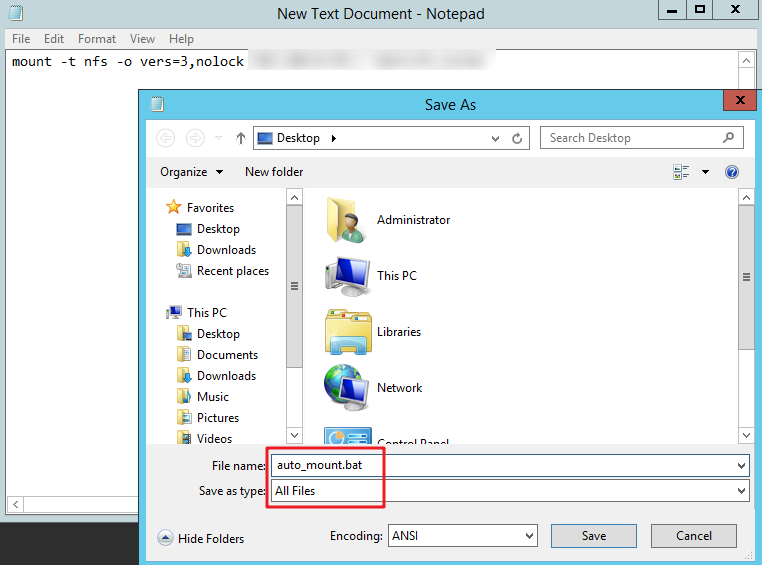 New Text Document - Notepad
File Edit Format View Help
mount -t nfs -o vers=3,nolock
Save As
Desktop
Search Desktop
Organize New folder
Favorites
Desktop
Downloads
Recent places
This PC
Desktop
Documents
Downloads
Music
Pictures
Videos
Administrator
This PC
Libraries
Network
Control Panel
File name: auto_mount.bat
Save as type: All Files
Hide Folders
Encoding: ANSI
Save
Cancel